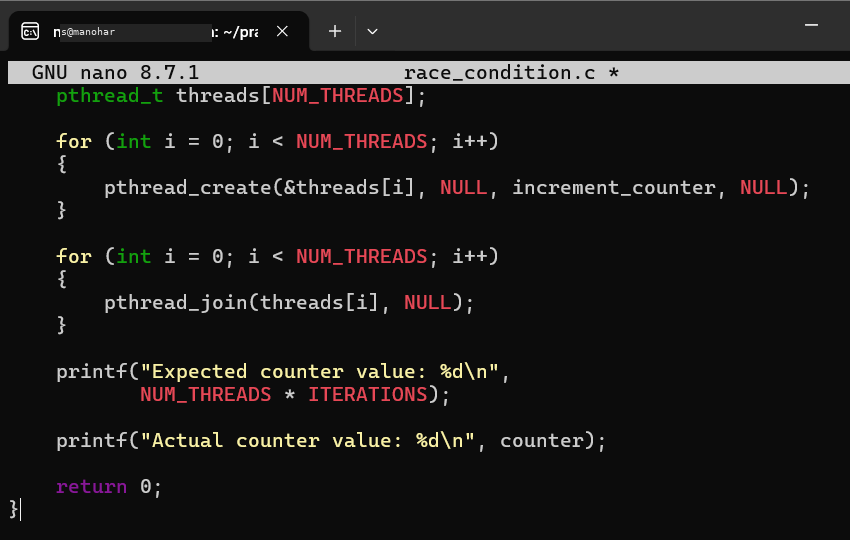 s@manohar : ~/pra
GNU nano 8.7.1 race_condition.c *
pthread_t threads[NUM_THREADS];
for (int i = 0; i < NUM_THREADS; i++)
{
pthread_create(&threads[i], NULL, increment_counter, NULL);
}
for (int i = 0; i < NUM_THREADS; i++)
{
pthread_join(threads[i], NULL);
}
printf("Expected counter value: %d\n",
NUM_THREADS * ITERATIONS);
printf("Actual counter value: %d\n", counter);
return 0;
}